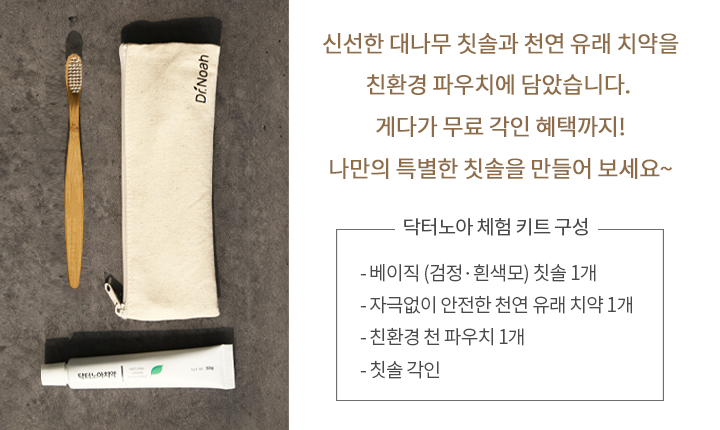 신선한 대나무 칫솔과 천연 유래 치약을
친환경 파우치에 담았습니다.
게다가 무료 각인 혜택까지!
나만의 특별한 칫솔을 만들어 보세요~
닥터노아 체험 키트 구성
- 베이직 (검정·흰색모) 칫솔 1개
- 자극없이 안전한 천연 유래 치약 1개
- 친환경 천 파우치 1개
- 칫솔 각인
Dr.Noah
닥터노아치약